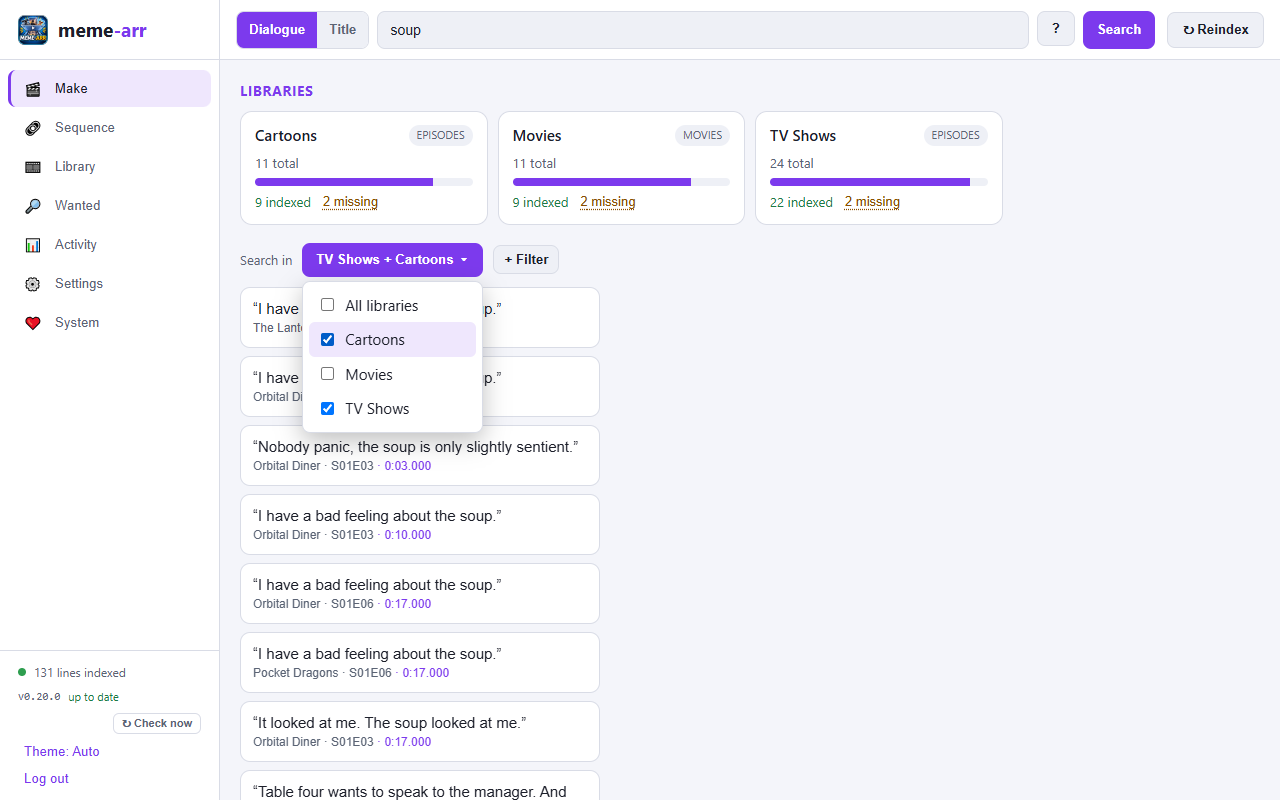 meme-arr
Dialogue Title soup ? Search ↻ Reindex
Make
Sequence
Library
Wanted
Activity
Settings
System
LIBRARIES
Cartoons EPISODES
11 total
9 indexed 2 missing
Movies MOVIES
11 total
9 indexed 2 missing
TV Shows EPISODES
24 total
22 indexed 2 missing
Search in TV Shows + Cartoons + Filter
All libraries
Cartoons
Movies
TV Shows
“I have p.”
The Lante
“I have p.”
Orbital Di
“Nobody panic, the soup is only slightly sentient.”
Orbital Diner · S01E03 · 0:03.000
“I have a bad feeling about the soup.”
Orbital Diner · S01E03 · 0:10.000
“I have a bad feeling about the soup.”
Orbital Diner · S01E06 · 0:17.000
“I have a bad feeling about the soup.”
Pocket Dragons · S01E06 · 0:17.000
“It looked at me. The soup looked at me.”
Orbital Diner · S01E03 · 0:17.000
“Table four wants to speak to the manager. And
131 lines indexed
v0.20.0 up to date
↻ Check now
Theme: Auto
Log out